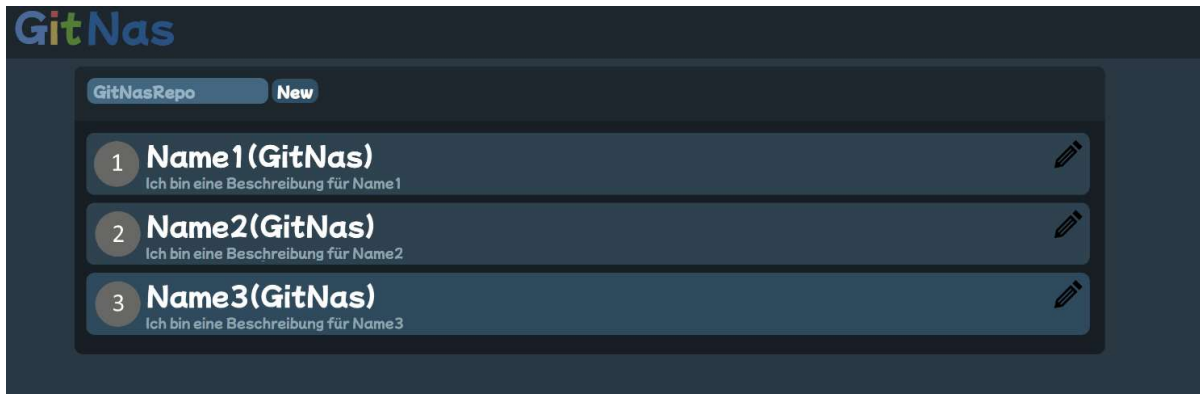 GitNas
GitNasRepo New
1 Name1(GitNas)
Ich bin eine Beschreibung für Name1
2 Name2(GitNas)
Ich bin eine Beschreibung für Name2
3 Name3(GitNas)
Ich bin eine Beschreibung für Name3